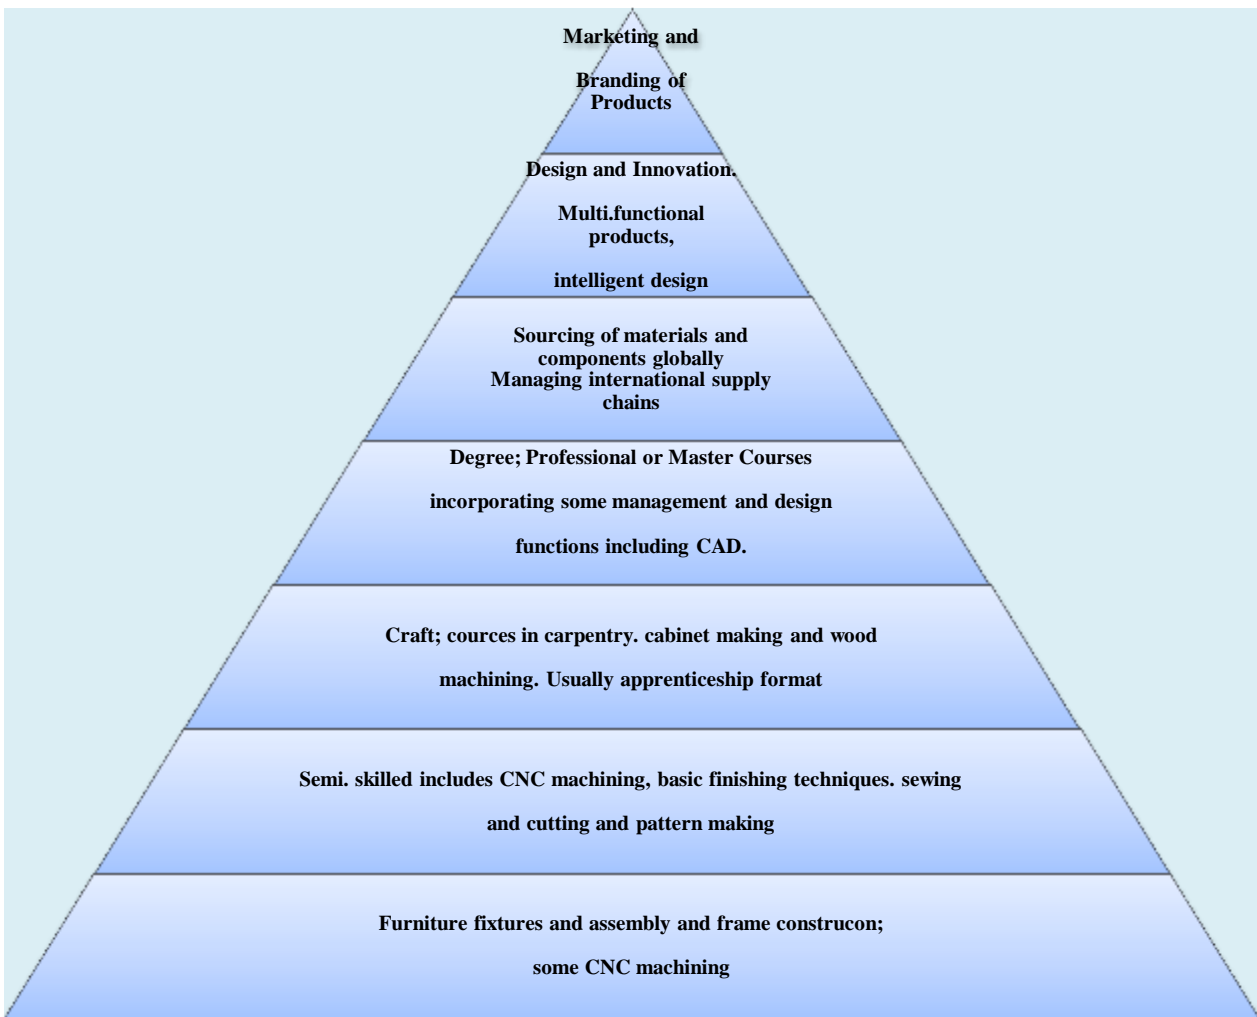 Marketing and
Branding of
Products
Design and Innovation.
Multi.functional
products,
intelligent design
Sourcing of materials and
components globally
Managing international supply
chains
Degree; Professional or Master Courses
incorporating some management and design
functions including CAD.
Craft; cources in carpentry. cabinet making and wood
machining. Usually apprenticeship format
Semi. skilled includes CNC machining, basic finishing techniques. sewing
and cutting and pattern making
Furniture fixtures and assembly and frame construcon;
some CNC machining